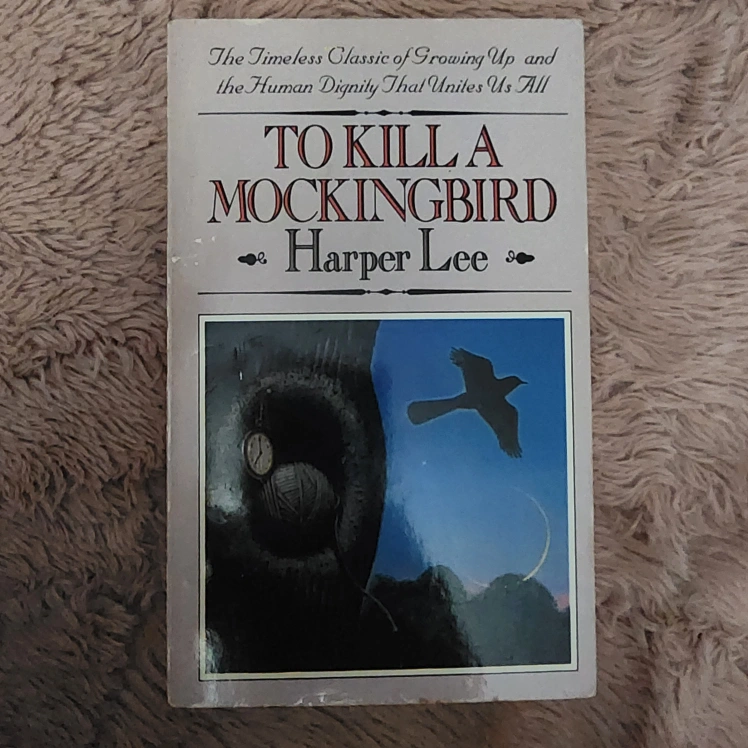 The Timeless Classic of Growing Up and
the Human Dignity That Unites Us All
TO KILL A
MOCKINGBIRD
Harper Lee